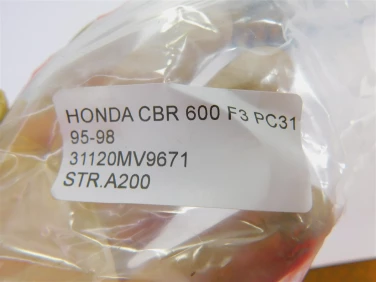 HONDA CBR 600 F3 PC31
95-98
31120MV9671
STR.A200